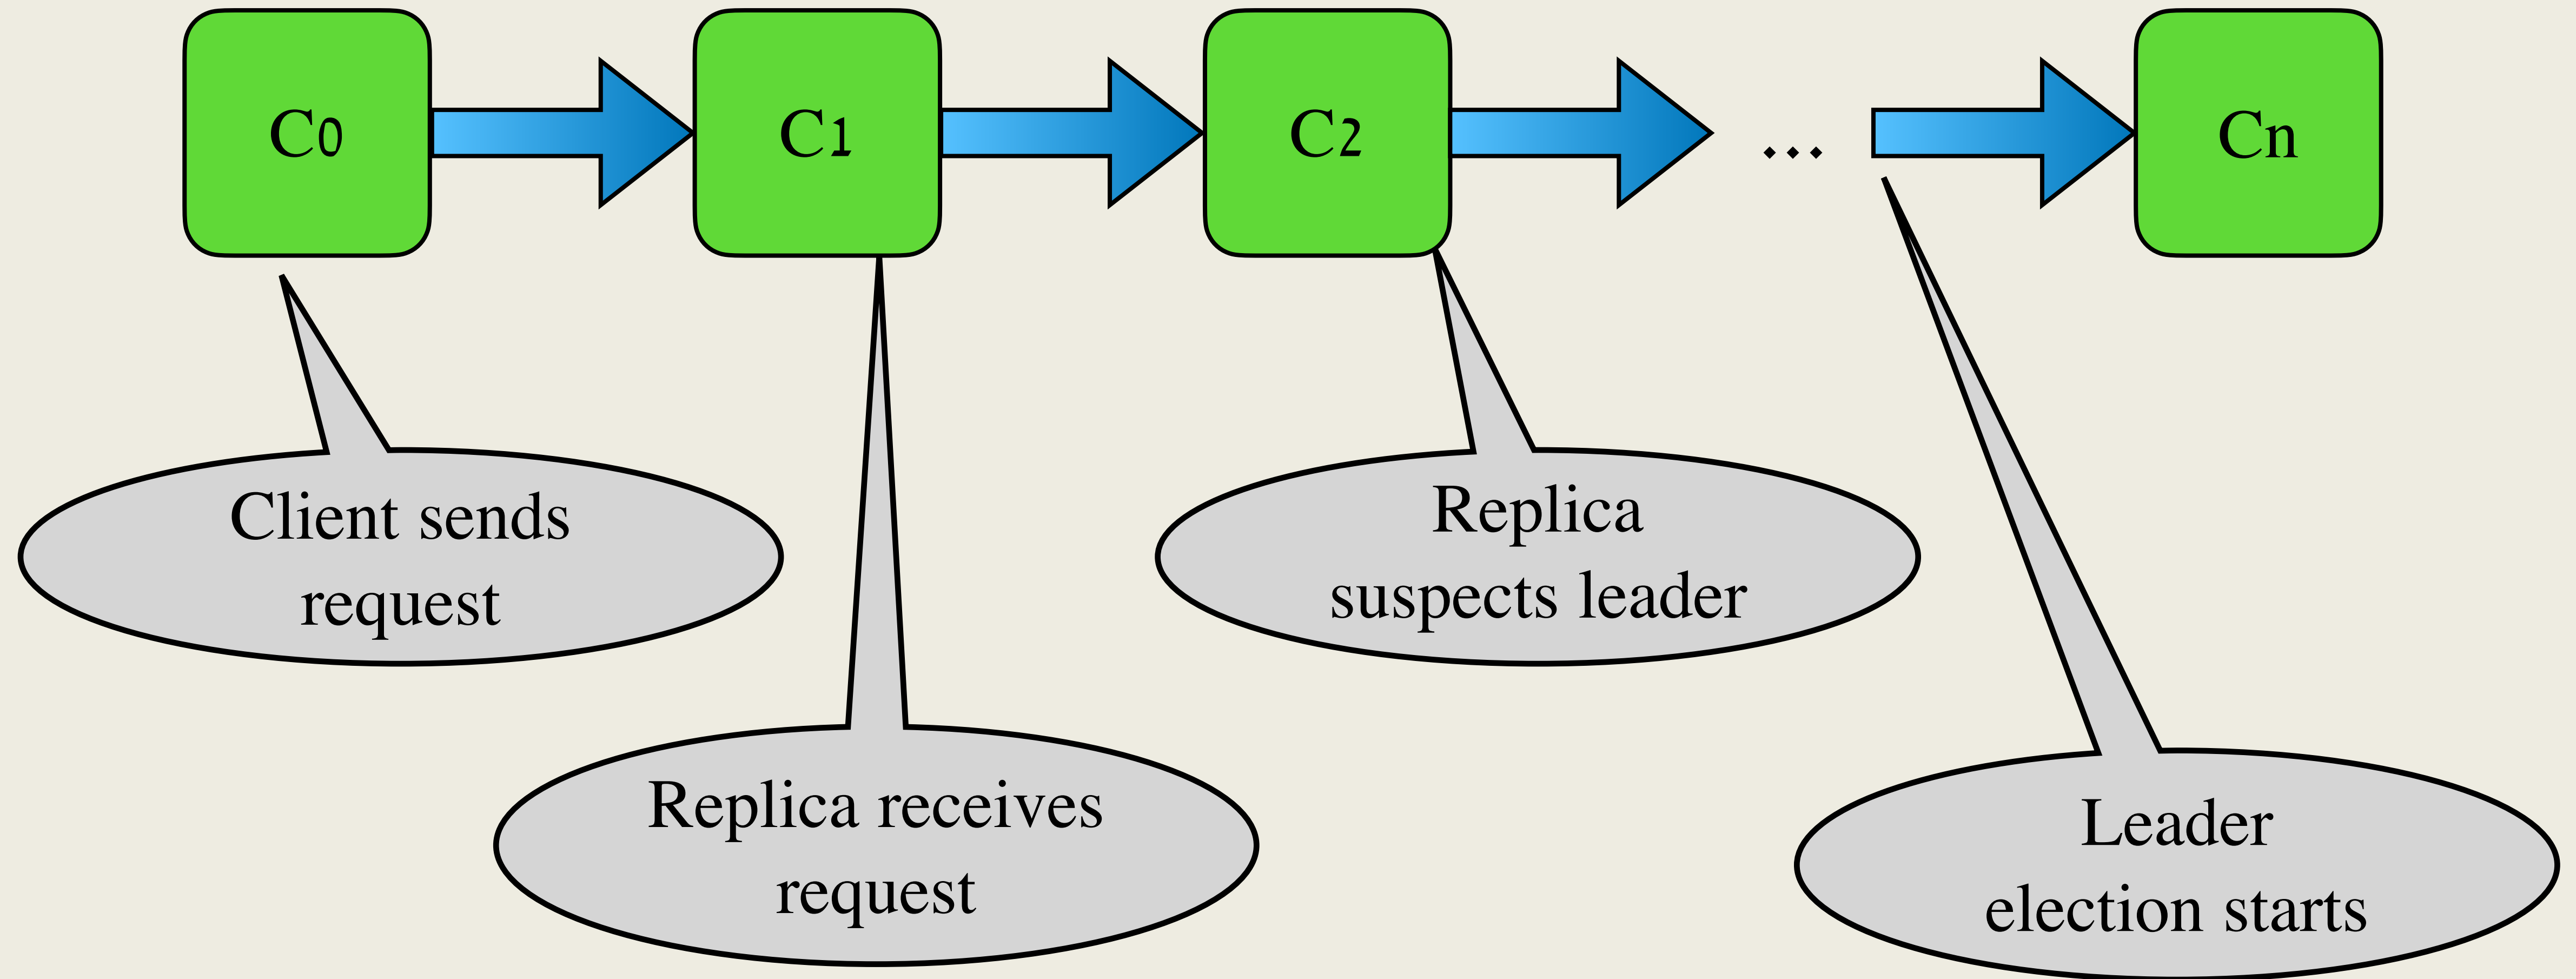 C0
C1
C2
...
Cn
Client sends
request
Replica
suspects leader
Replica receives
request
Leader
election starts